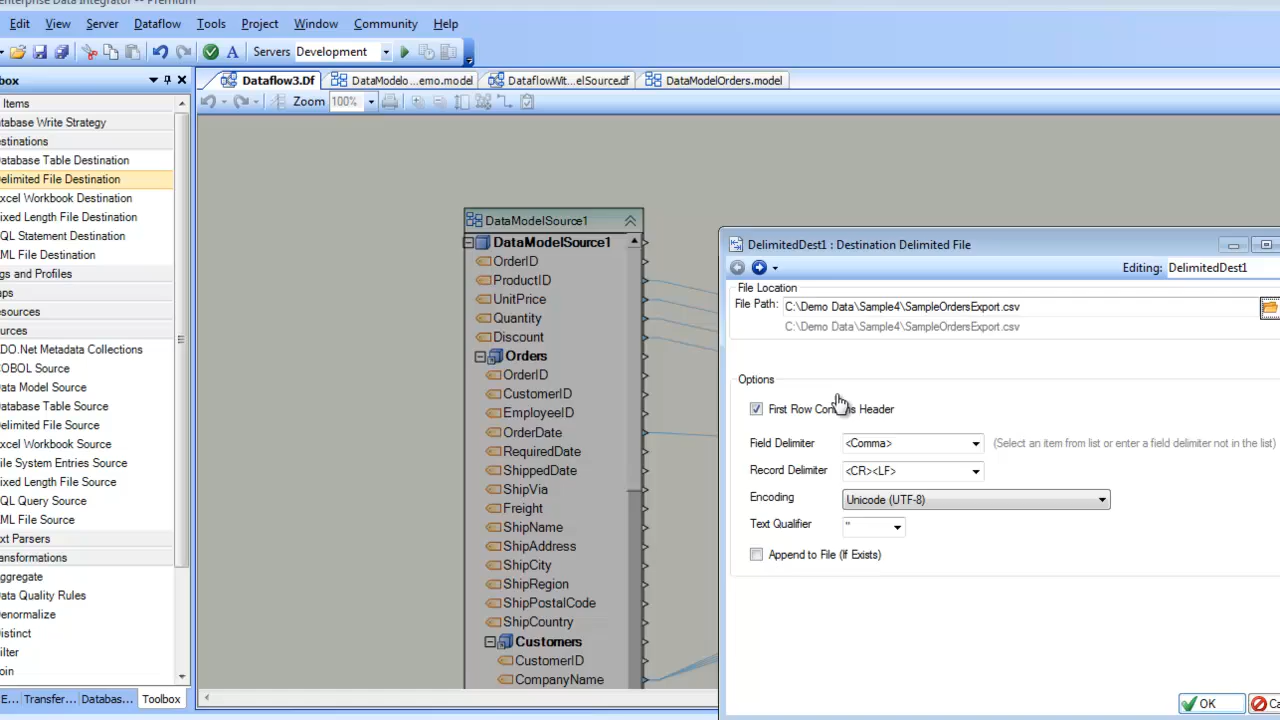 nterprise Data Integrator -- Premium
Edit View Server Dataflow Tools Project Window Community Help
A Servers Development
box
Dataflow3.Df DataModelo...emo.model DataflowWit...elSource.df DataModelOrders.model
Items
Zoom 100%
atabase Write Strategy
estinations
atabase Table Destination
elimited File Destination
xcel Workbook Destination
ixed Length File Destination
QL Statement Destination
ML File Destination
gs and Profiles
aps
esources
ources
DO.Net Metadata Collections
OBOL Source
ata Model Source
atabase Table Source
elimited File Source
xcel Workbook Source
ile System Entries Source
ixed Length File Source
QL Query Source
ML File Source
xt Parsers
ansformations
ggregate
ata Quality Rules
enormalize
istinct
ilter
oin
E... Transfer... Databas... Toolbox
DataModelSource1
DataModelSource1
OrderID
ProductID
UnitPrice
Quantity
Discount
Orders
OrderID
CustomerID
EmployeeID
OrderDate
RequiredDate
ShippedDate
ShipVia
Freight
ShipName
ShipAddress
ShipCity
ShipRegion
ShipPostalCode
ShipCountry
Customers
CustomerID
CompanyName
DelimitedDest1 : Destination Delimited File
Editing: DelimitedDest1
File Location
File Path: C:\Demo Data\Sample4\SampleOrdersExport.csv
C:\Demo Data\Sample4\SampleOrdersExport.csv
Options
First Row Con s Header
Field Delimiter <Comma> (Select an item from list or enter a field delimiter not in the list)
Record Delimiter <CR><LF>
Encoding Unicode (UTF-8)
Text Qualifier "
Append to File (If Exists)
OK Ca